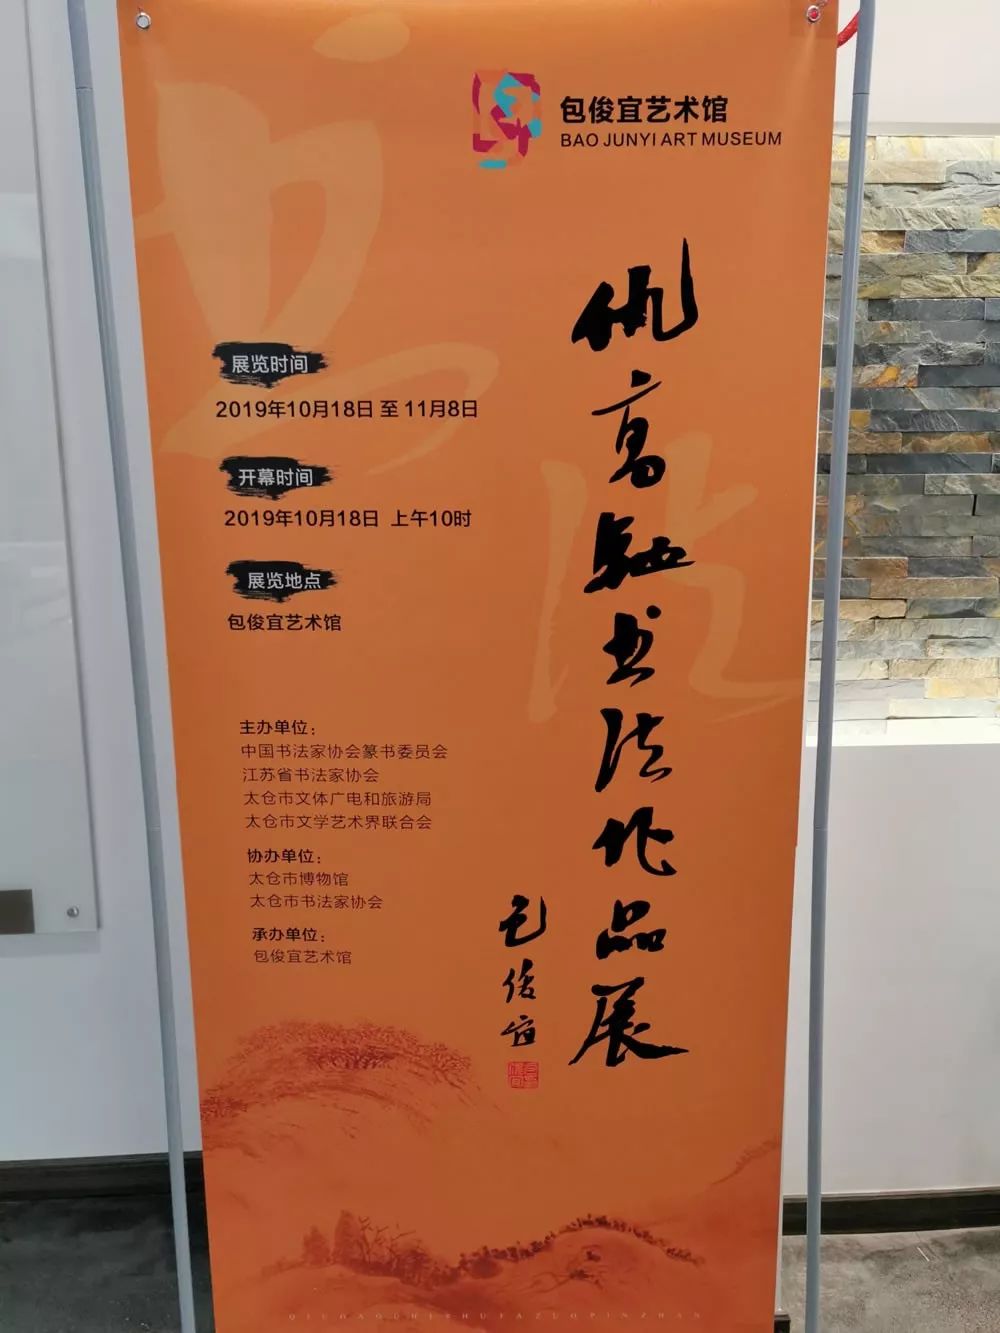 包俊宜艺术馆
BAO JUNYI ART MUSEUM
仇高驰书法作品展
包俊宜
书法
展览时间
2019年10月18日 至 11月8日
开幕时间
2019年10月18日 上午10时
展览地点
包俊宜艺术馆
主办单位：
中国书法家协会篆书委员会
江苏省书法家协会
太仓市文体广电和旅游局
太仓市文学艺术界联合会
协办单位：
太仓市博物馆
太仓市书法家协会
承办单位：
包俊宜艺术馆
QIUGAOCHISHUFAZUOPINZHAN